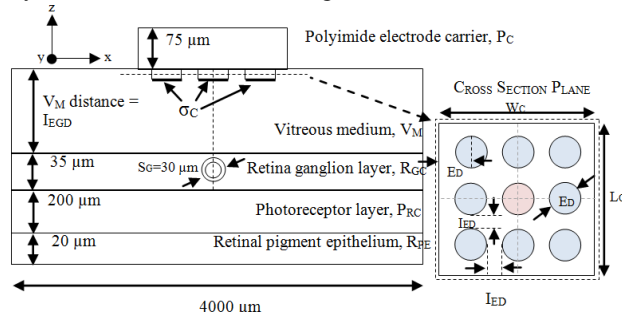 z
y
x
75 µm
Polyimide electrode carrier, PC
σC
VM distance =
IEGD
Vitreous medium, VM
35 µm
SG=30 µm
Retina ganglion layer, RGC
200 µm
Photoreceptor layer, PRC
20 µm
Retinal pigment epithelium, RPE
4000 µm
CROSS SECTION PLANE
WC
ED
ED
IED
IED